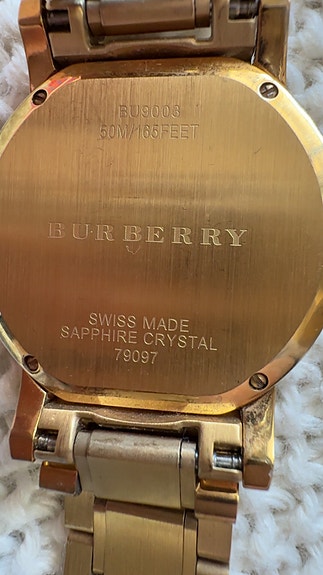 BU9003
50M/165FEET
BURBERRY
SWISS MADE
SAPPHIRE CRYSTAL
79097